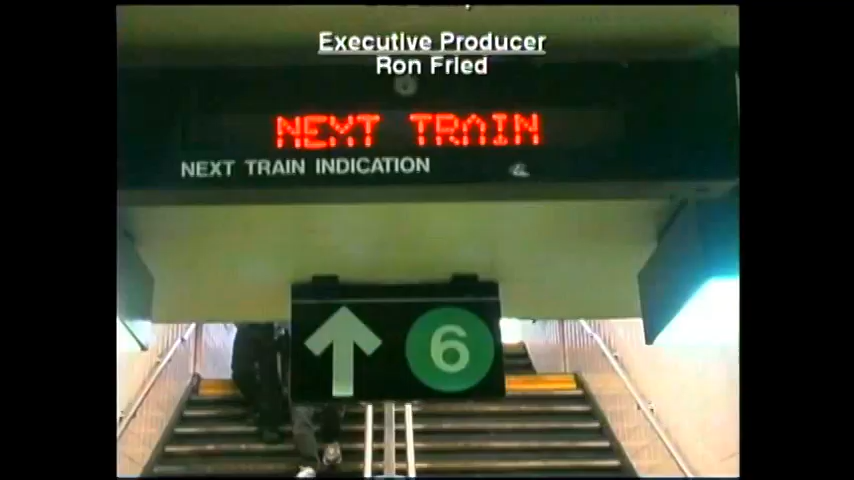 Executive Producer
Ron Fried
NEXT TRAIN
NEXT TRAIN INDICATION
6